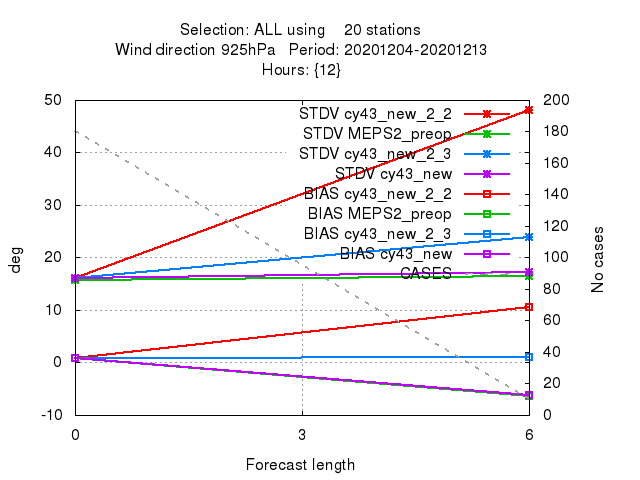 Selection: ALL using 20 stations
Wind direction 925hPa Period: 20201204-20201213
Hours: {12}
50
40
30
20
10
0
-10
deg
STDV cy43_new_2_2
STDV MEPS2_preop
STDV cy43_new_2_3
STDV cy43_new
BIAS cy43_new_2_2
BIAS MEPS2_preop
BIAS cy43_new_2_3
BIAS cy43_new
CASES
200
180
160
140
120
100
80
60
40
20
0
No cases
0 3 6
Forecast length